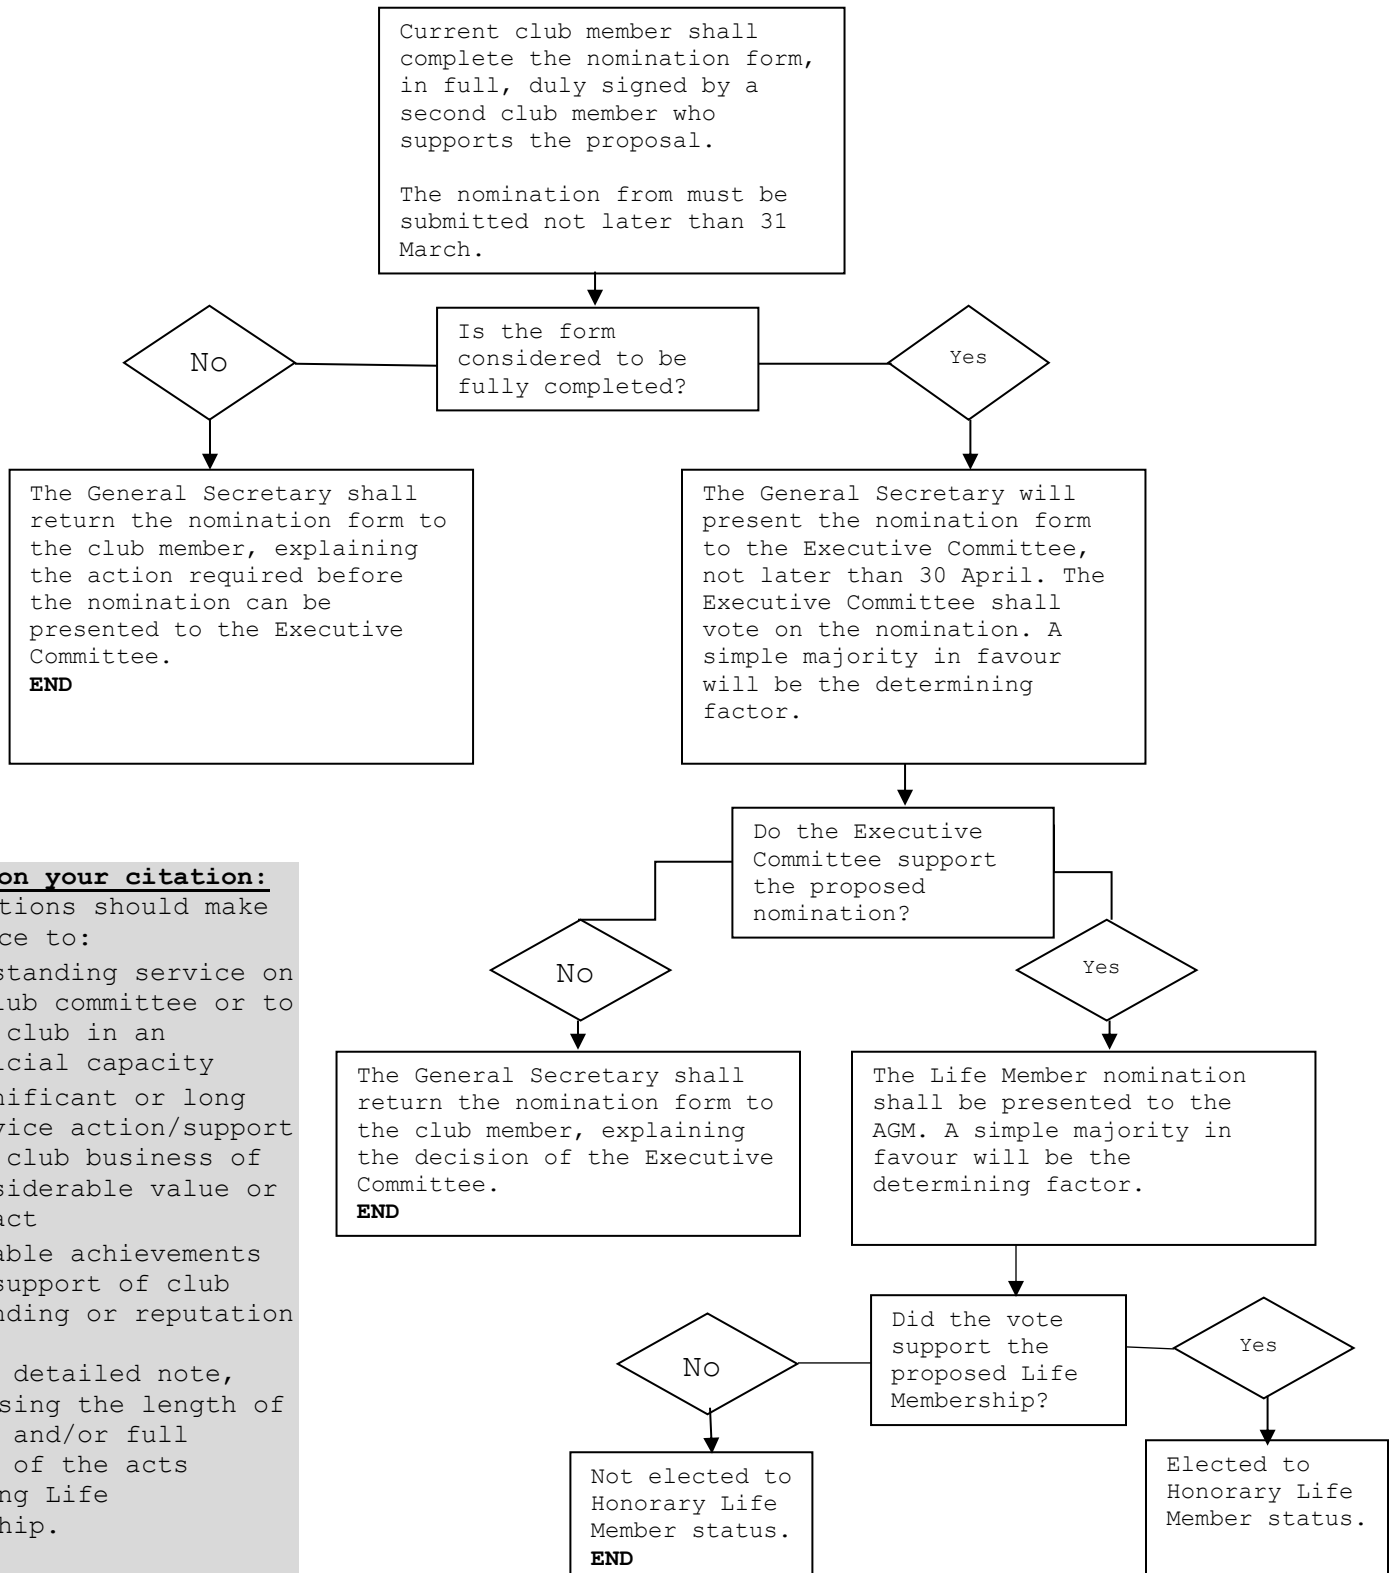 Current club member shall
complete the nomination form,
in full, duly signed by a
second club member who
supports the proposal.
The nomination from must be
submitted not later than 31
March.
Is the form
considered to be
fully completed?
No
Yes
The General Secretary shall
return the nomination form to
the club member, explaining
the action required before
the nomination can be
presented to the Executive
Committee.
END
The General Secretary will
present the nomination form
to the Executive Committee,
not later than 30 April. The
Executive Committee shall
vote on the nomination. A
simple majority in favour
will be the determining
factor.
Do the Executive
Committee support
the proposed
nomination?
No
Yes
The General Secretary shall
return the nomination form to
the club member, explaining
the decision of the Executive
Committee.
END
The Life Member nomination
shall be presented to the
AGM. A simple majority in
favour will be the
determining factor.
Did the vote
support the
proposed Life
Membership?
No
Yes
Not elected to
Honorary Life
Member status.
END
Elected to
Honorary Life
Member status.
on your citation:
tions should make
ce to:
standing service on
lub committee or to
club in an
icial capacity
nificant or long
vice action/support
club business of
siderable value or
act
able achievements
support of club
nding or reputation
detailed note,
sing the length of
and/or full
of the acts
ng Life
hip.